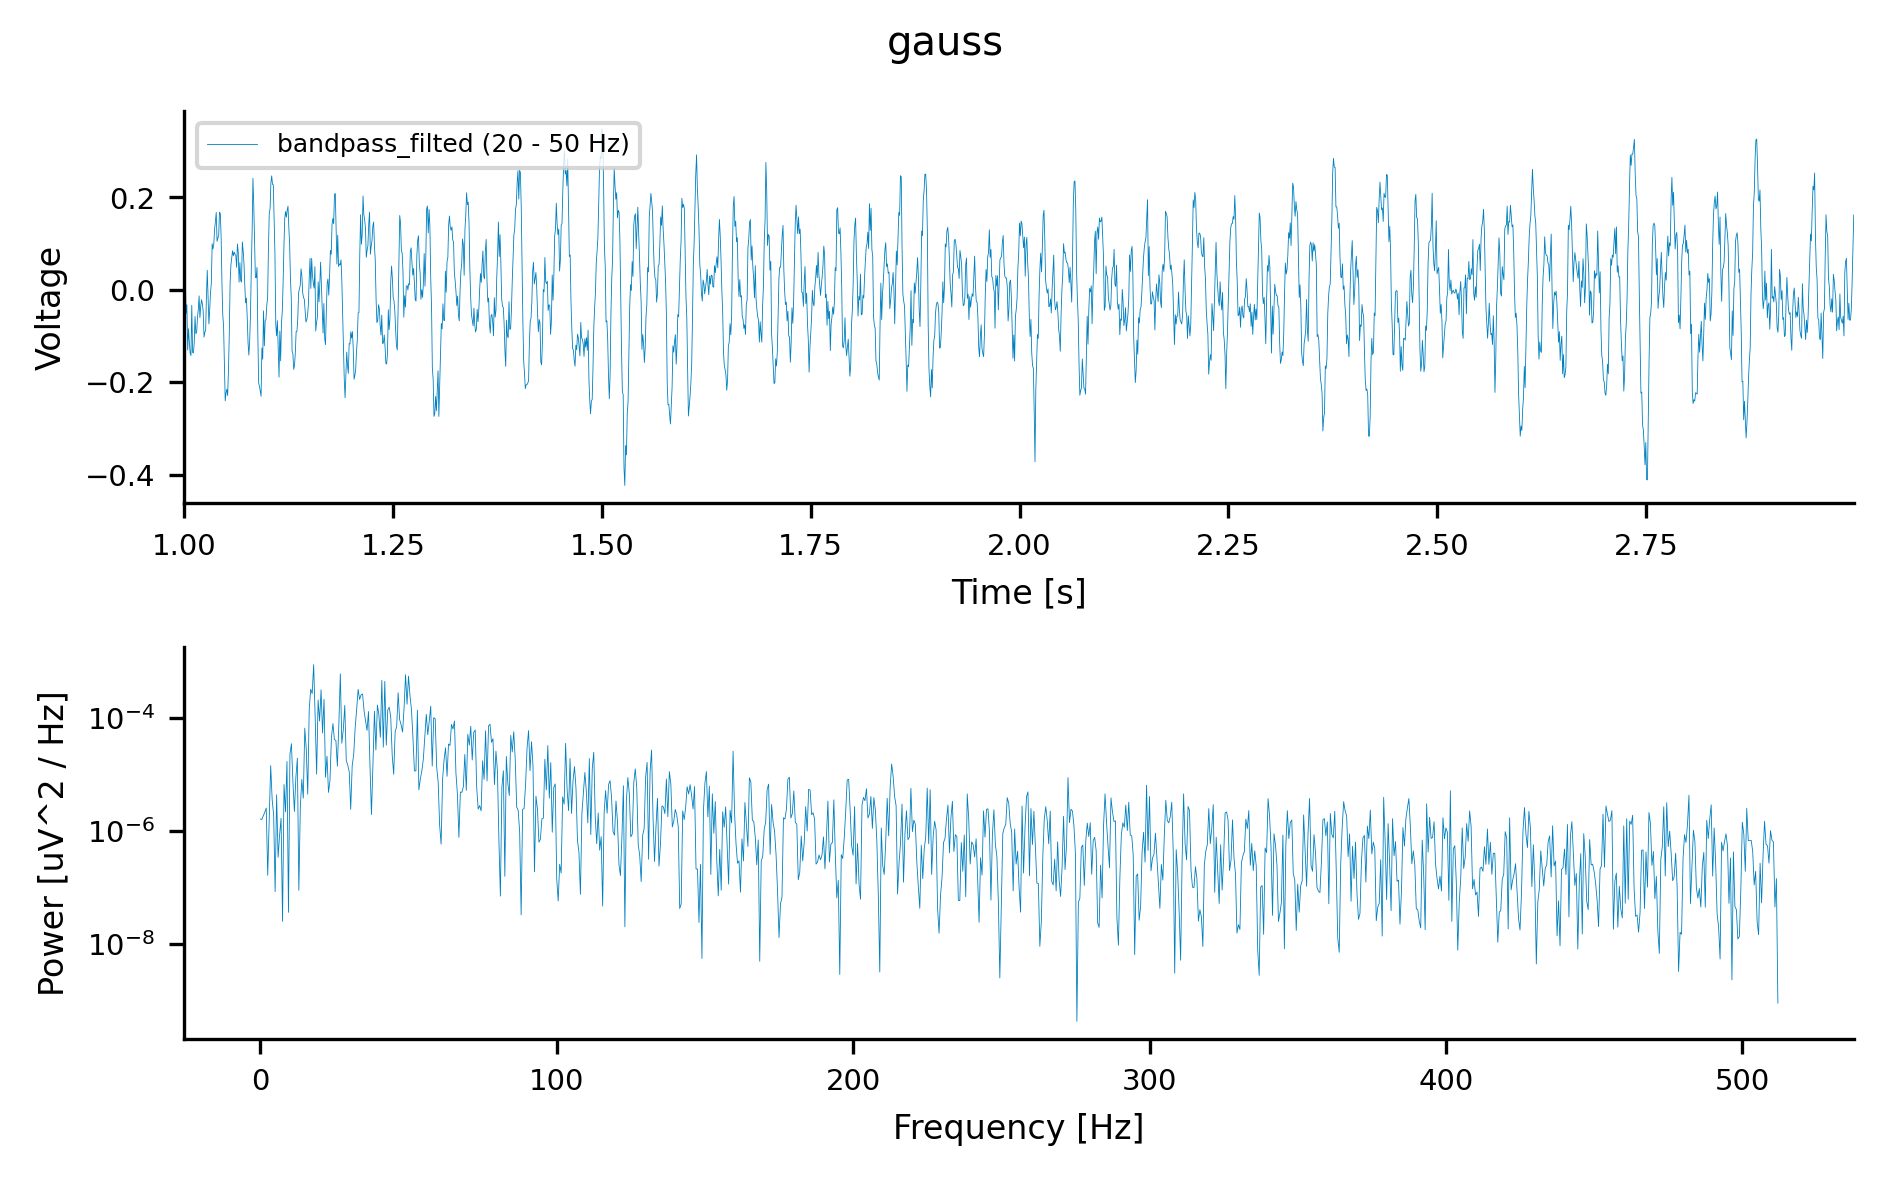 gauss
bandpass_filted (20 - 50 Hz)
Voltage
0.2
0.0
−0.2
−0.4
1.00 1.25 1.50 1.75 2.00 2.25 2.50 2.75
Time [s]
Power [uV^2 / Hz]
10⁻⁴
10⁻⁶
10⁻⁸
0 100 200 300 400 500
Frequency [Hz]